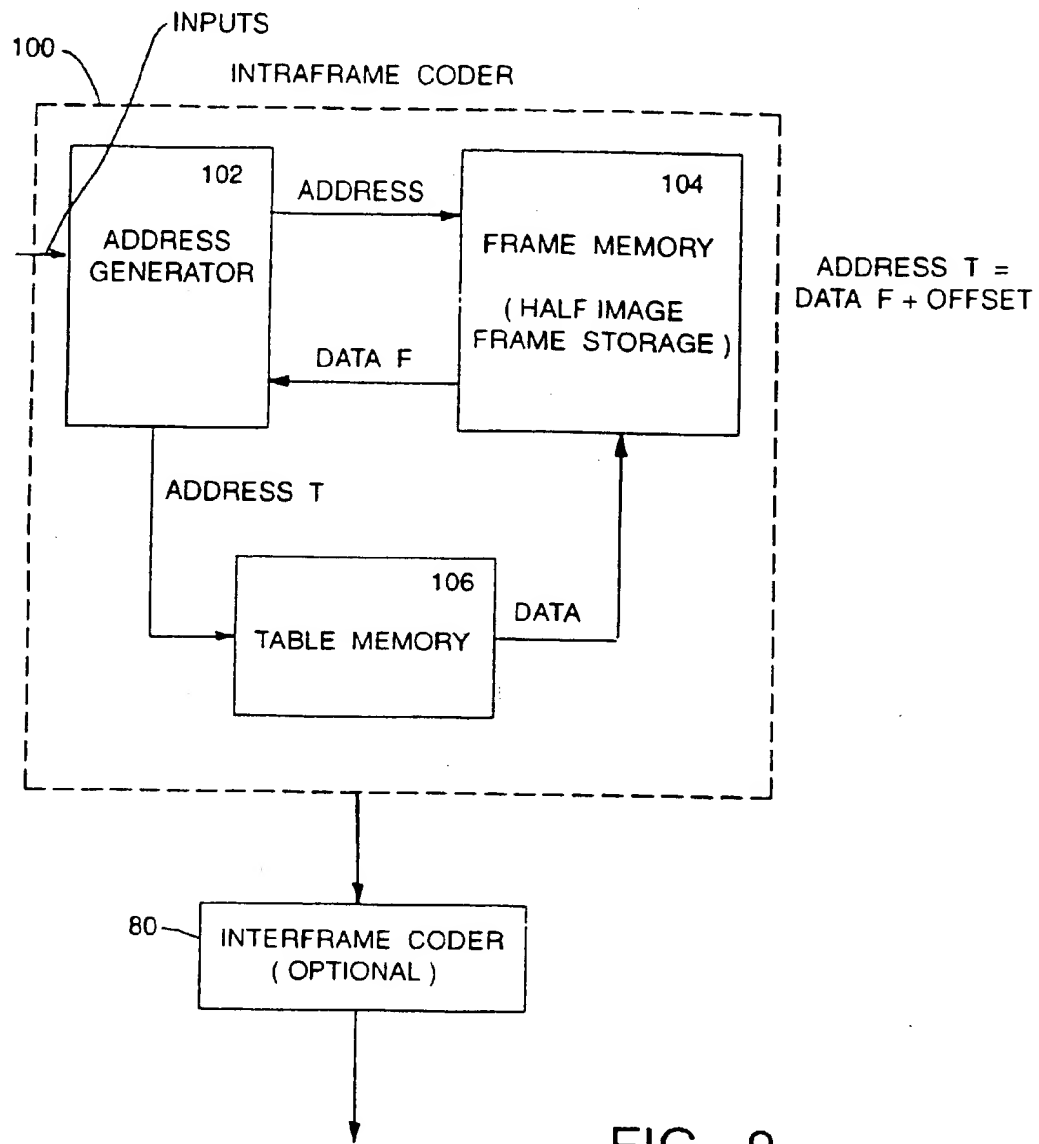 INPUTS
100
INTRAFRAME CODER
102
ADDRESS
GENERATOR
ADDRESS
104
FRAME MEMORY
( HALF IMAGE
FRAME STORAGE )
DATA F
ADDRESS T =
DATA F + OFFSET
ADDRESS T
106
TABLE MEMORY
DATA
80
INTERFRAME CODER
( OPTIONAL )